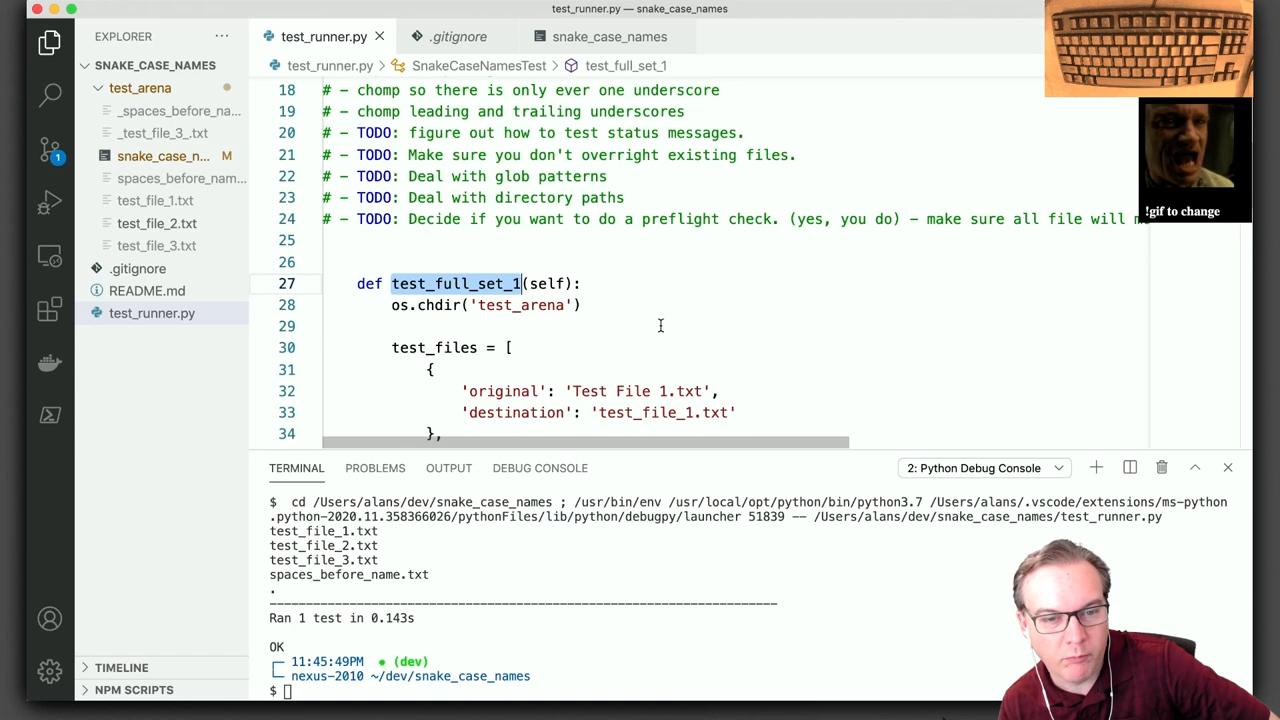 test_runner.py — snake_case_names
EXPLORER
SNAKE_CASE_NAMES
test_arena
_spaces_before_na...
_test_file_3_.txt
snake_case_n... M
spaces_before_nam...
test_file_1.txt
test_file_2.txt
test_file_3.txt
.gitignore
README.md
test_runner.py
TIMELINE
NPM SCRIPTS
1
test_runner.py
.gitignore
snake_case_names
test_runner.py > SnakeCaseNamesTest > test_full_set_1
18 # - chomp so there is only ever one underscore
19 # - chomp leading and trailing underscores
20 # - TODO: figure out how to test status messages.
21 # - TODO: Make sure you don't overright existing files.
22 # - TODO: Deal with glob patterns
23 # - TODO: Deal with directory paths
24 # - TODO: Decide if you want to do a preflight check. (yes, you do) - make sure all file will
25
26
27 def test_full_set_1(self):
28 os.chdir('test_arena')
29
30 test_files = [
31 {
32 'original': 'Test File 1.txt',
33 'destination': 'test_file_1.txt'
34 },
!gif to change
TERMINAL PROBLEMS OUTPUT DEBUG CONSOLE 2: Python Debug Console
$ cd /Users/alans/dev/snake_case_names ; /usr/bin/env /usr/local/opt/python/bin/python3.7 /Users/alans/.vscode/extensions/ms-python
.python-2020.11.358366026/pythonFiles/lib/python/debugpy/launcher 51839 -- /Users/alans/dev/snake_case_names/test_runner.py
test_file_1.txt
test_file_2.txt
test_file_3.txt
spaces_before_name.txt
.
----------------------------------------------------------------------
Ran 1 test in 0.143s
OK
11:45:49PM • (dev)
nexus-2010 ~/dev/snake_case_names
$